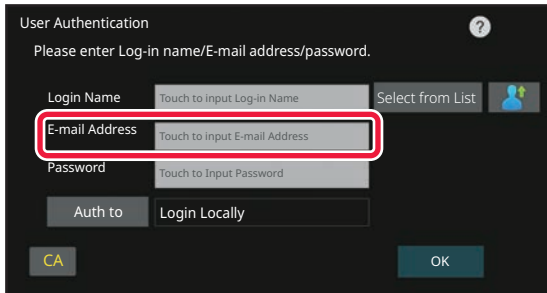 User Authentication
?
Please enter Log-in name/E-mail address/password.
Login Name Touch to input Log-in Name Select from List
E-mail Address Touch to input E-mail Address
Password Touch to Input Password
Auth to Login Locally
CA OK